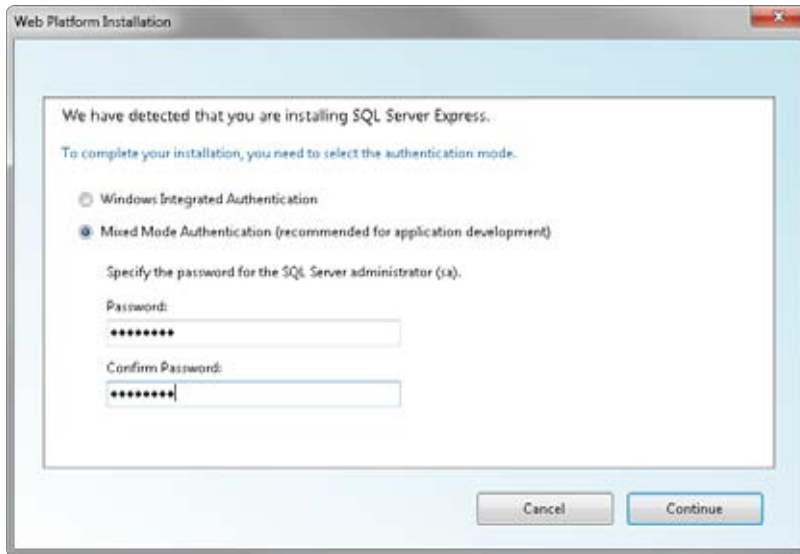 Web Platform Installation
We have detected that you are installing SQL Server Express.
To complete your installation, you need to select the authentication mode.
Windows Integrated Authentication
Mixed Mode Authentication (recommended for application development)
Specify the password for the SQL Server administrator (sa).
Password:
●●●●●●●●
Confirm Password:
●●●●●●●●
Cancel
Continue